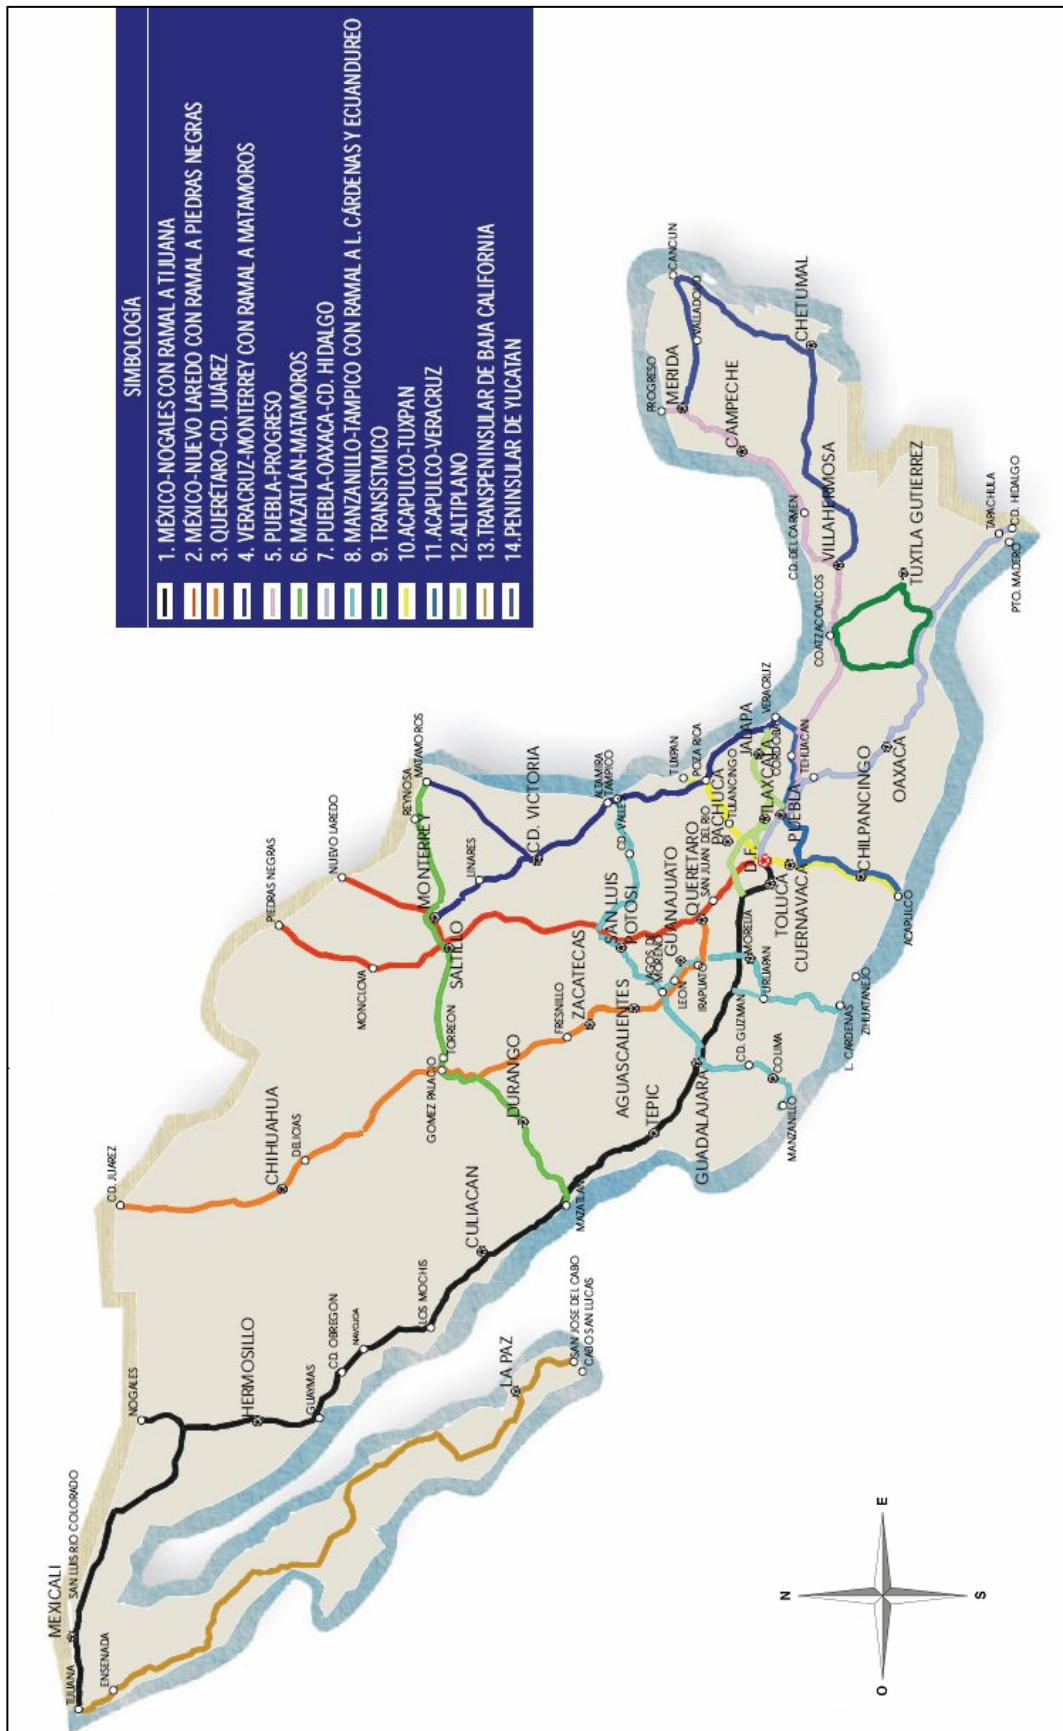 SIMBOLOGÍA
1. MÉXICO-NOGALES CON RAMAL A TIJUANA
2. MÉXICO-NUEVO LAREDO CON RAMAL A PIEDRAS NEGRAS
3. QUERÉTARO-CD. JUÁREZ
4. VERACRUZ-MONTERREY CON RAMAL A MATAMOROS
5. PUEBLA-PROGRESO
6. MAZATLÁN-MATAMOROS
7. PUEBLA-OAXACA-CD. HIDALGO
8. MANZANILLO-TAMPICO CON RAMAL A L. CÁRDENAS Y ECUANDUREO
9. TRANSÍSTMICO
10.ACAPULCO-TUXPAN
11.ACAPULCO-VERACRUZ
12.ALTIPLANO
13.TRANSPENINSULAR DE BAJA CALIFORNIA
14.PENINSULAR DE YUCATAN
MEXICALI
SAN LUIS RIO COLORADO
TIJUANA
ENSENADA
NOGALES
HERMOSILLO
GUAYMAS
CD. OBREGON
NAVOJOA
LOS MOCHIS
CULIACAN
LA PAZ
SAN JOSE DEL CABO
CABO SAN LUCAS
MAZATLAN
CD. JUAREZ
CHIHUAHUA
DELICIAS
GOMEZ PALACIO
TORREON
DURANGO
TEPIC
FRESNILLO
ZACATECAS
AGUASCALIENTES
GUADALAJARA
PIEDRAS NEGRAS
NUEVO LAREDO
MONCLOVA
SALTILLO
MONTERREY
REYNOSA
MATAMOROS
LINARES
CD. VICTORIA
ALTAMIRA
TAMPICO
CD. VALLES
SAN LUIS
POTOSI
LAGOS DE
MORENO
LEON
GUANAJUATO
IRAPUATO
QUERETARO
SAN JUAN DEL RIO
PACHUCA
TULANCINGO
TUXPAN
POZA RICA
JALAPA
TLAXCALA
VERACRUZ
CORDOBA
TEHUACAN
PUEBLA
D.F.
TOLUCA
CUERNAVACA
MORELIA
URUAPAN
CD. GUZMAN
COLIMA
MANZANILLO
L. CARDENAS
ZIHUATANEJO
ACAPULCO
CHILPANCINGO
OAXACA
COATZACOALCOS
VILLAHERMOSA
TUXTLA GUTIERREZ
TAPACHULA
CD. HIDALGO
PTO. MADERO
CD. DEL CARMEN
CAMPECHE
MERIDA
PROGRESO
VALLADOLID
CANCUN
CHETUMAL
N
E
S
O